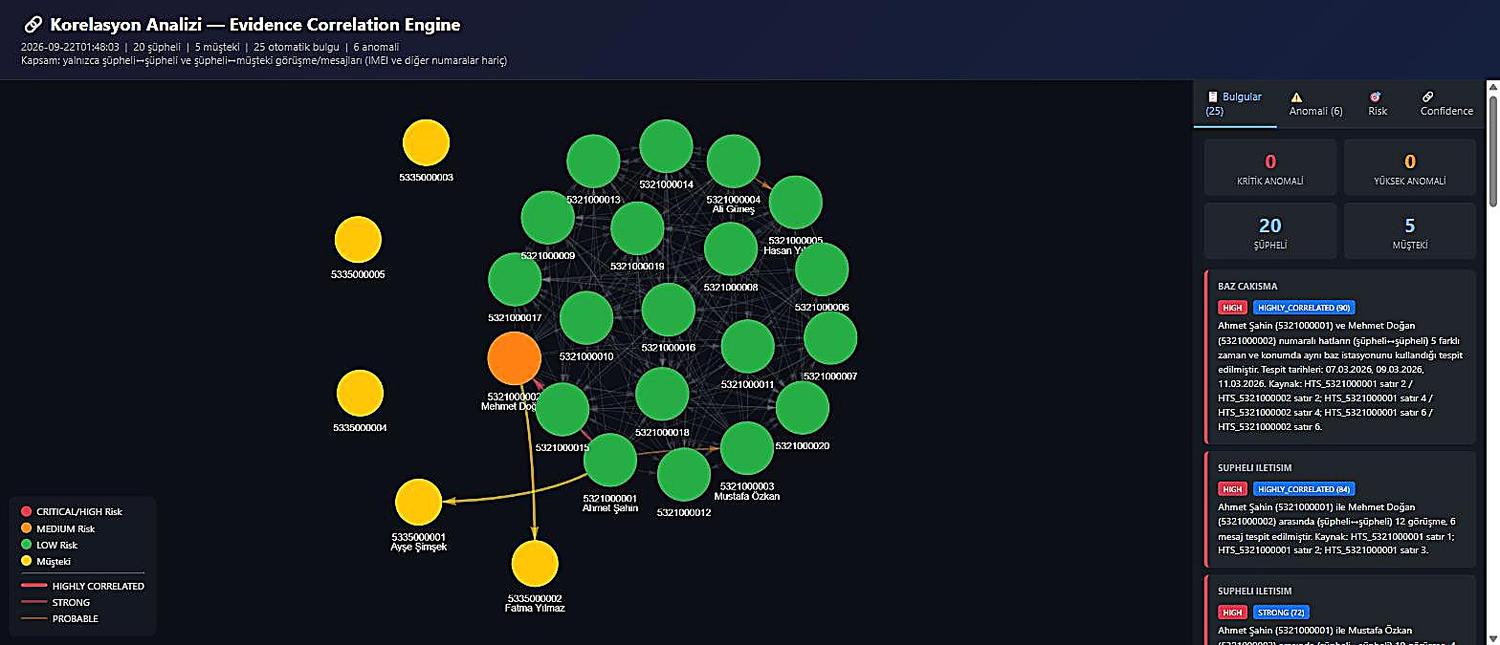 Korelasyon Analizi — Evidence Correlation Engine
2026-09-22T01:48:03 | 20 şüpheli | 5 müşteki | 25 otomatik bulgu | 6 anomali
Kapsam: yalnızca şüpheli↔şüpheli ve şüpheli↔müşteki görüşme/mesajları (IMEI ve diğer numaralar hariç)
5335000003
5335000005
5335000004
5335000001
Ayşe Şimşek
5335000002
Fatma Yılmaz
5321000013
5321000014
5321000004
Ali Güneş
5321000005
Hasan
5321000009
5321000019
5321000008
5321000006
5321000017
5321000010
5321000016
5321000011
5321000007
5321000002
Mehmet
5321000015
5321000018
5321000020
5321000001
Ahmet Şahin
5321000012
5321000003
Mustafa Özkan
CRITICAL/HIGH Risk
MEDIUM Risk
LOW Risk
Müşteki
HIGHLY CORRELATED
STRONG
PROBABLE
Bulgular
(25)
Anomali (6)
Risk
Confidence
0
KRİTİK ANOMALİ
0
YÜKSEK ANOMALİ
20
ŞÜPHELİ
5
MÜŞTEKİ
BAZ CAKISMA
HIGH HIGHLY_CORRELATED (90)
Ahmet Şahin (5321000001) ve Mehmet Doğan
(5321000002) numaralı hatların (şüpheli↔şüpheli) 5 farklı
zaman ve konumda aynı baz istasyonunu kullandığı tespit
edilmiştir. Tespit tarihleri: 07.03.2026, 09.03.2026,
11.03.2026. Kaynak: HTS_5321000001 satır 2 /
HTS_5321000002 satır 2; HTS_5321000001 satır 4 /
HTS_5321000002 satır 4; HTS_5321000001 satır 6 /
HTS_5321000002 satır 6.
SUPHELI ILETISIM
HIGH HIGHLY_CORRELATED (84)
Ahmet Şahin (5321000001) ile Mehmet Doğan
(5321000002) arasında (şüpheli↔şüpheli) 12 görüşme, 6
mesaj tespit edilmiştir. Kaynak: HTS_5321000001 satır 1;
HTS_5321000001 satır 2; HTS_5321000001 satır 3.
SUPHELI ILETISIM
HIGH STRONG (72)
Ahmet Şahin (5321000001) ile Mustafa Özkan